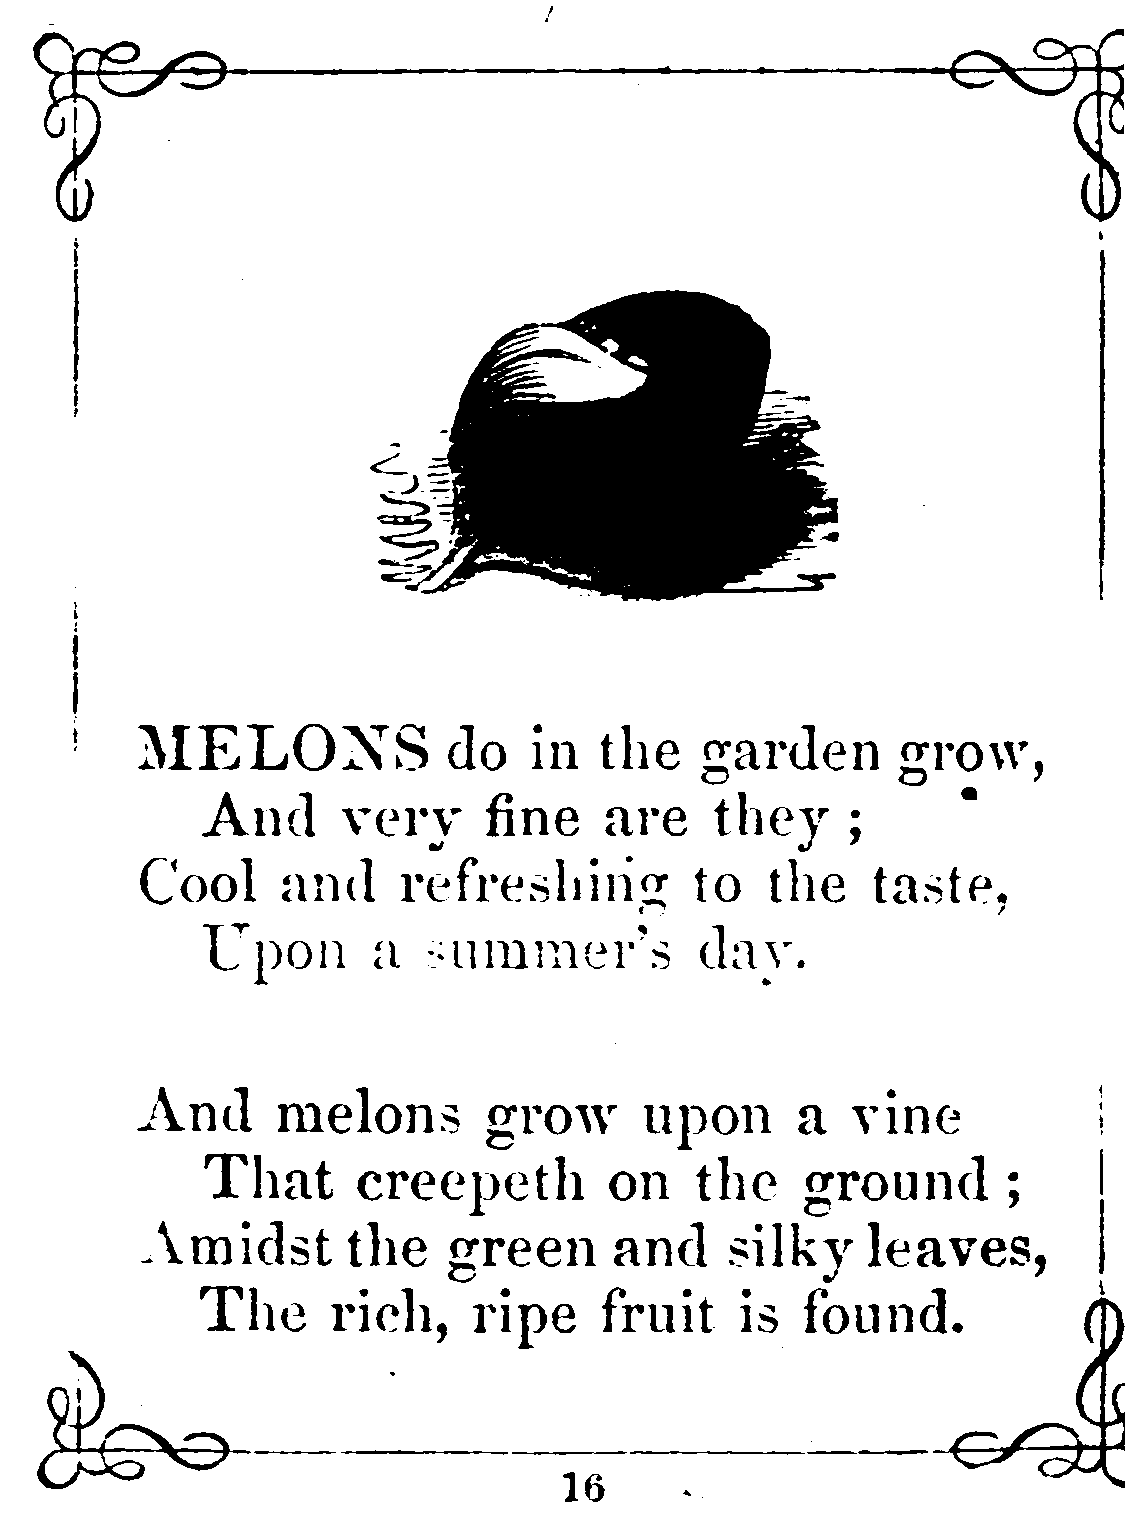 MELONS do in the garden grow,
And very fine are they ;
Cool and refreshing to the taste,
Upon a summer's day.
And melons grow upon a vine
That creepeth on the ground ;
Amidst the green and silky leaves,
The rich, ripe fruit is found.
16